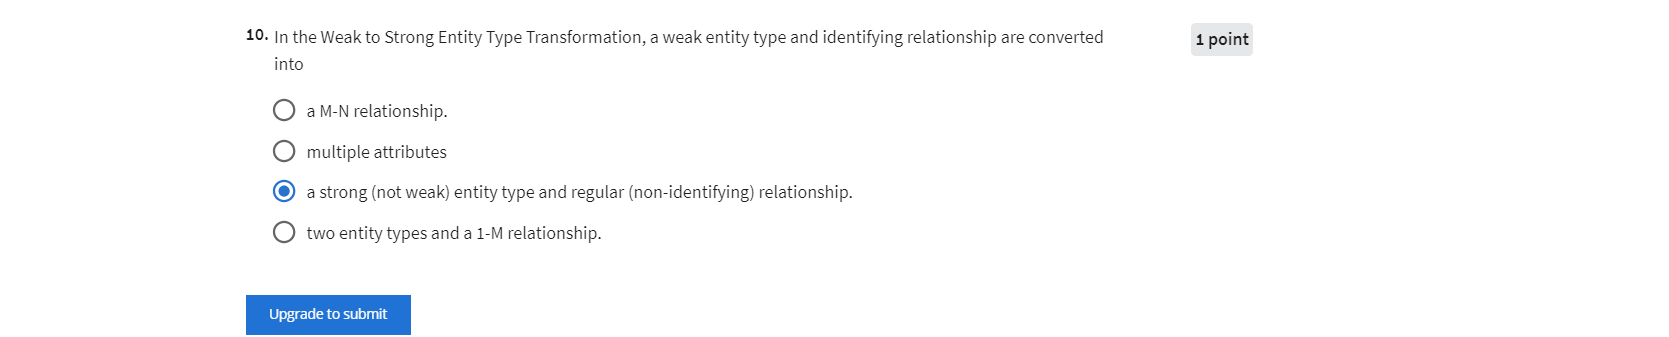 10. In the Weak to Strong Entity Type Transformation, a weak entity type and identifying relationship are converted
into
1 point
a M-N relationship.
multiple attributes
a strong (not weak) entity type and regular (non-identifying) relationship.
two entity types and a 1-M relationship.
Upgrade to submit